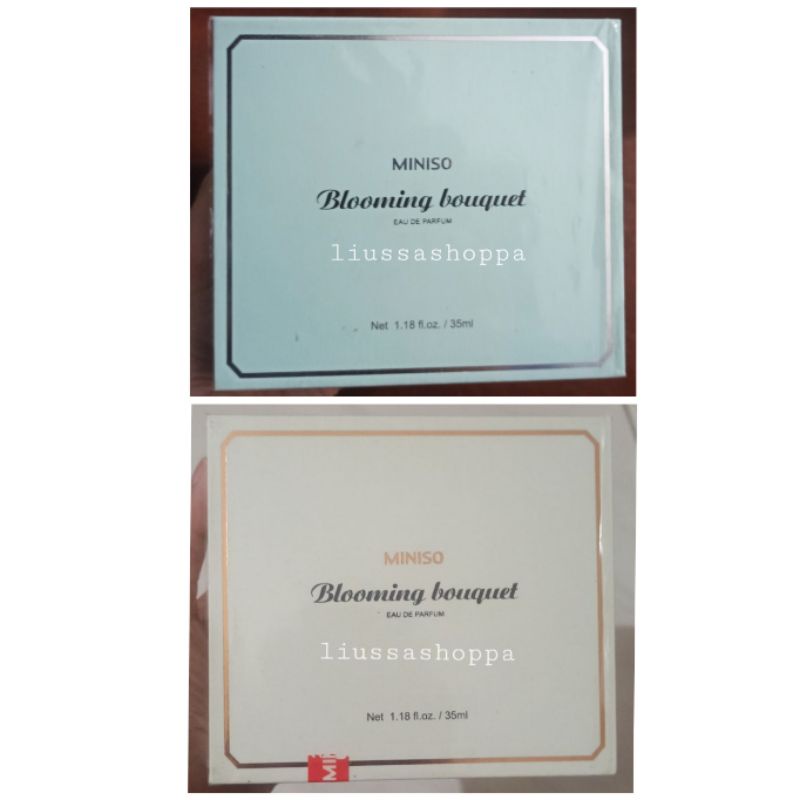 MINISO
Blooming bouquet
EAU DE PARFUM
liussashoppa
Net 1.18 fl.oz. / 35ml
MINISO
Blooming bouquet
EAU DE PARFUM
liussashoppa
Net 1.18 fl.oz. / 35ml